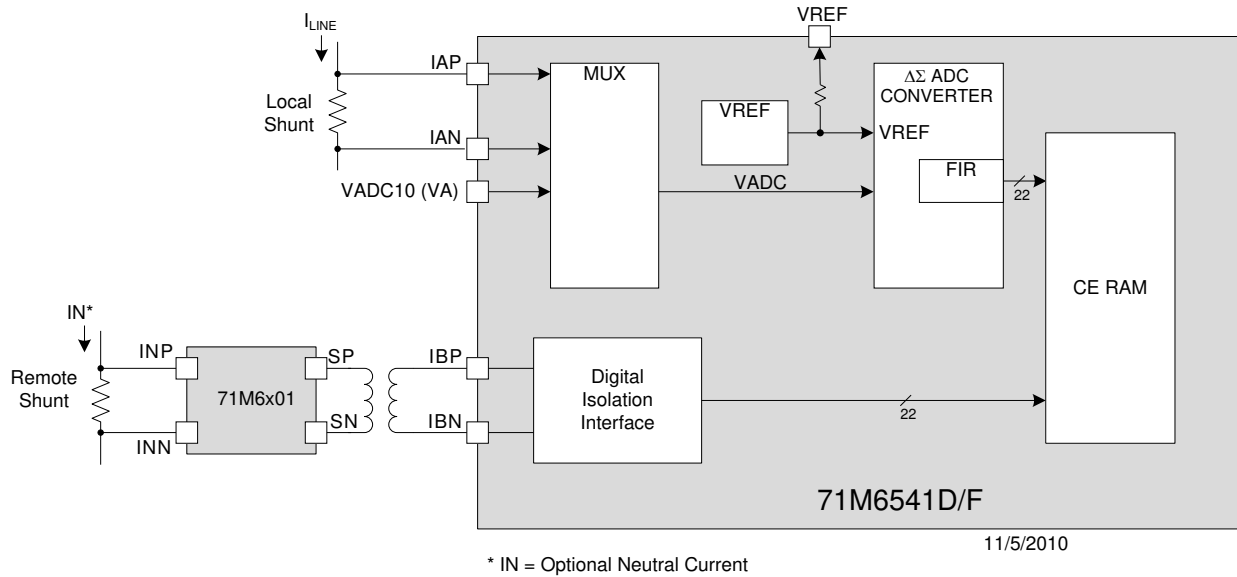 I LINE
VREF
IAP
MUX
ΔΣ ADC
CONVERTER
Local
Shunt
VREF
VREF
IAN
FIR
VADC10 (VA)
VADC
22
CE RAM
IN*
INP
SP
IBP
Remote
Shunt
71M6x01
Digital
Isolation
Interface
22
INN
SN
IBN
71M6541D/F
11/5/2010
* IN = Optional Neutral Current